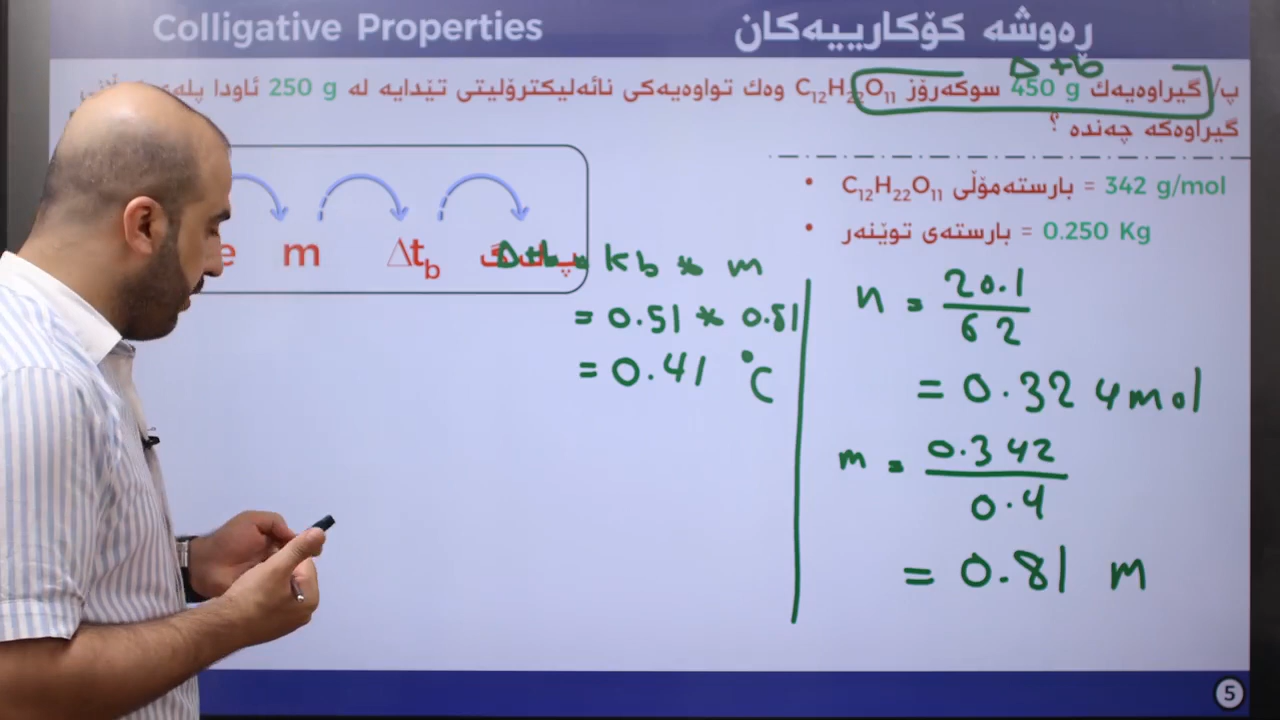 Colligative Properties
ڕەوشە کۆکارییەکان
Δtb
پ/ گیراوەیەك 450 g سوکەرۆز C12H22O11 وەك تواوەیەکی نائەلیکترۆلیتی تێدایە لە 250 g ئاودا
گیراوەکە چەندە ؟
• بارستەمۆڵی C12H22O11 = 342 g/mol
• بارستەی توێنەر = 0.250 Kg
e m Δtb
Δtb = kb * m
= 0.51 * 0.81
= 0.41 °C
n = 20.1
62
= 0.324 mol
m = 0.342
0.4
= 0.81 m
5